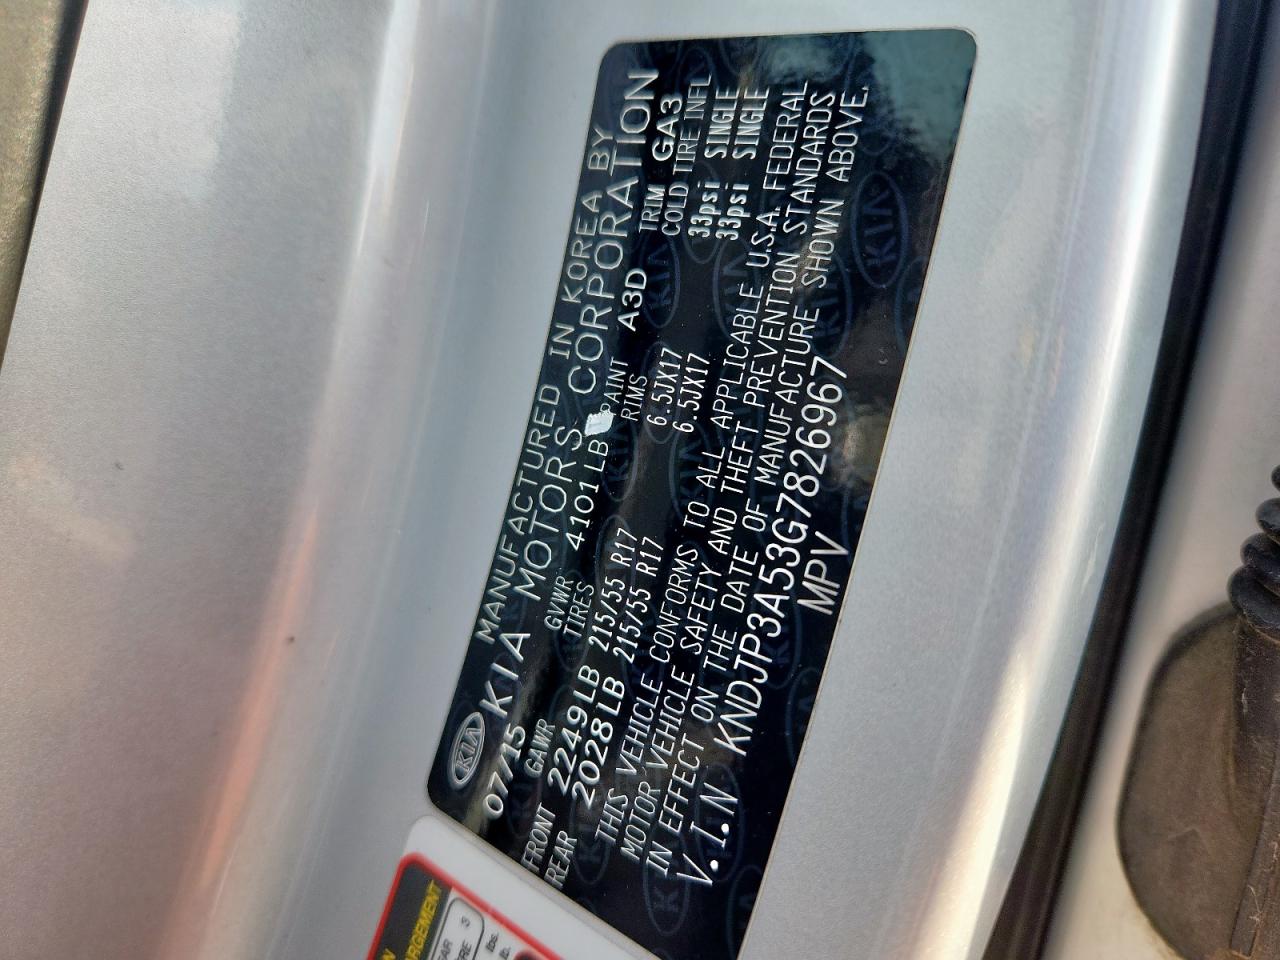 KIA
MANUFACTURED IN KOREA BY
07/15 KIA MOTORS CORPORATION
GAWR GVWR 4101 LB PAINT A3D TRIM GA3
TIRES RIMS COLD TIRE INFL
FRONT 2249LB 215/55 R17 6.5JX17 33psi SINGLE
REAR 2028LB 215/55 R17 6.5JX17 33psi SINGLE
THIS VEHICLE CONFORMS TO ALL APPLICABLE U.S.A. FEDERAL
MOTOR VEHICLE SAFETY AND THEFT PREVENTION STANDARDS
IN EFFECT ON THE DATE OF MANUFACTURE SHOWN ABOVE.
V.I.N KNDJP3A53G7826967
MPV